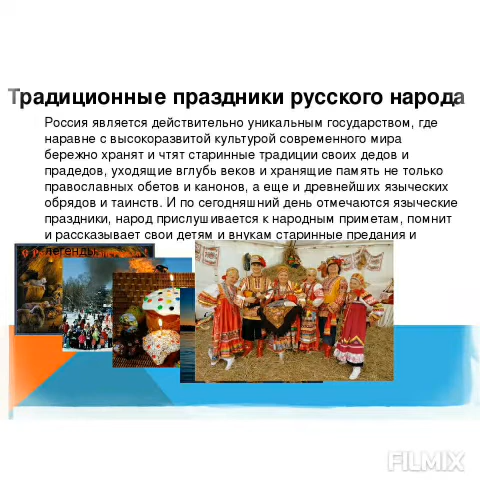 Традиционные праздники русского народа
Россия является действительно уникальным государством, где
наравне с высокоразвитой культурой современного мира
бережно хранят и чтят старинные традиции своих дедов и
прадедов, уходящие вглубь веков и хранящие память не только
православных обетов и канонов, а еще и древнейших языческих
обрядов и таинств. И по сегодняшний день отмечаются языческие
праздники, народ прислушивается к народным приметам, помнит
и рассказывает свои детям и внукам старинные предания и
легенды.
FILMIX